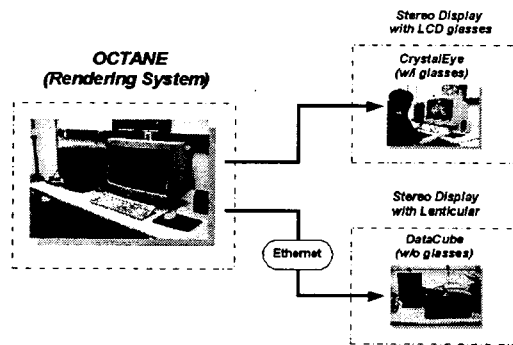 Stereo Display
with LCD glasses
OCTANE
(Rendering System)
CrystalEye
(w/i glasses)
Stereo Display
with Lenticular
Ethernet
DataCube
(w/o glasses)